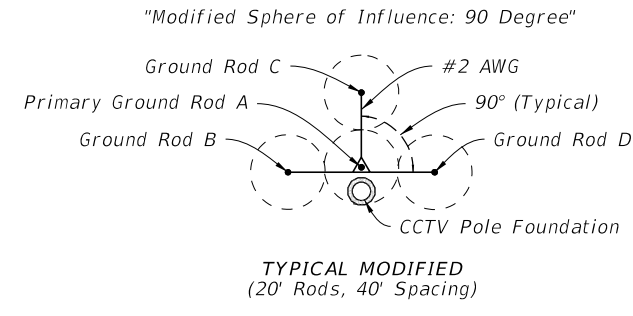 "Modified Sphere of Influence: 90 Degree"
Ground Rod C
#2 AWG
Primary Ground Rod A
90° (Typical)
Ground Rod B
Ground Rod D
CCTV Pole Foundation
TYPICAL MODIFIED
(20' Rods, 40' Spacing)